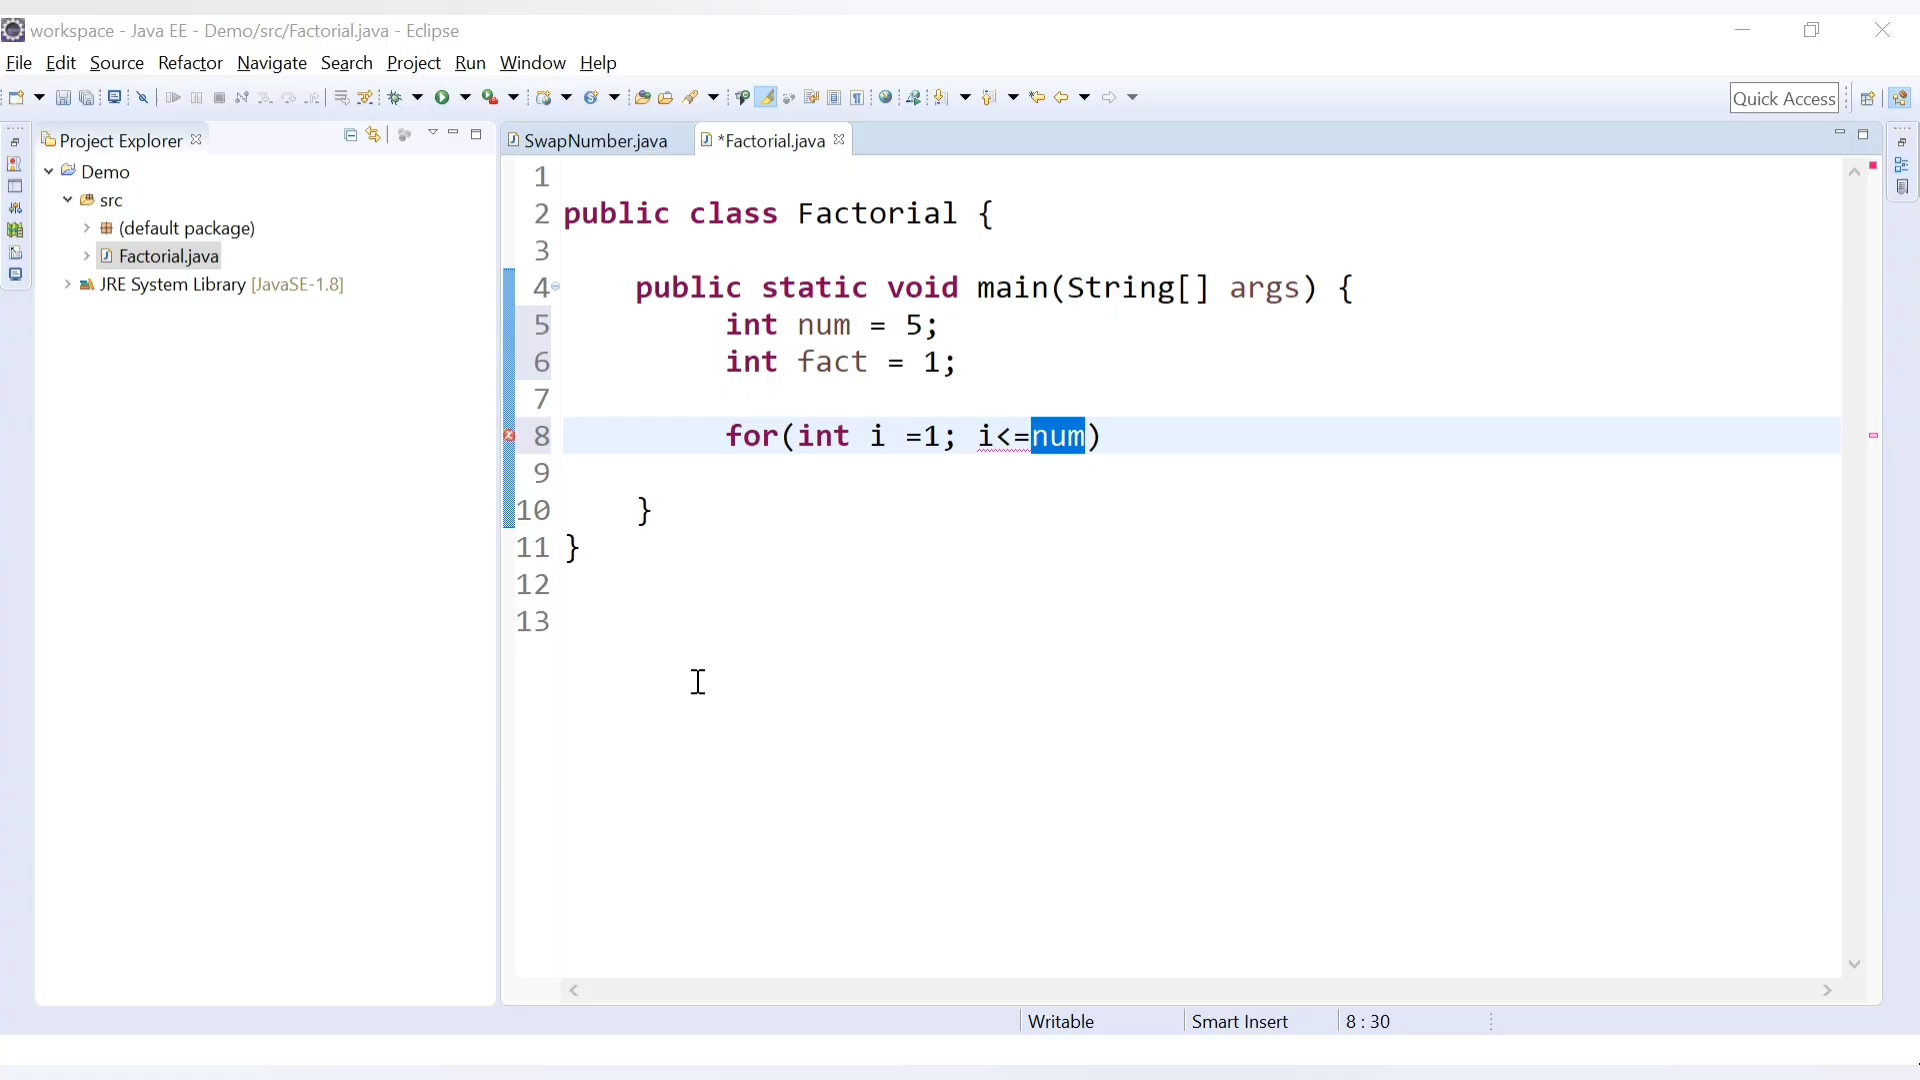 workspace - Java EE - Demo/src/Factorial.java - Eclipse
File Edit Source Refactor Navigate Search Project Run Window Help
Quick Access
Project Explorer
SwapNumber.java
*Factorial.java
Demo
src
(default package)
Factorial.java
JRE System Library [JavaSE-1.8]
1
2 public class Factorial {
3
4 public static void main(String[] args) {
5 int num = 5;
6 int fact = 1;
7
8 for(int i =1; i<=num)
9
10 }
11 }
12
13
Writable
Smart Insert
8 : 30